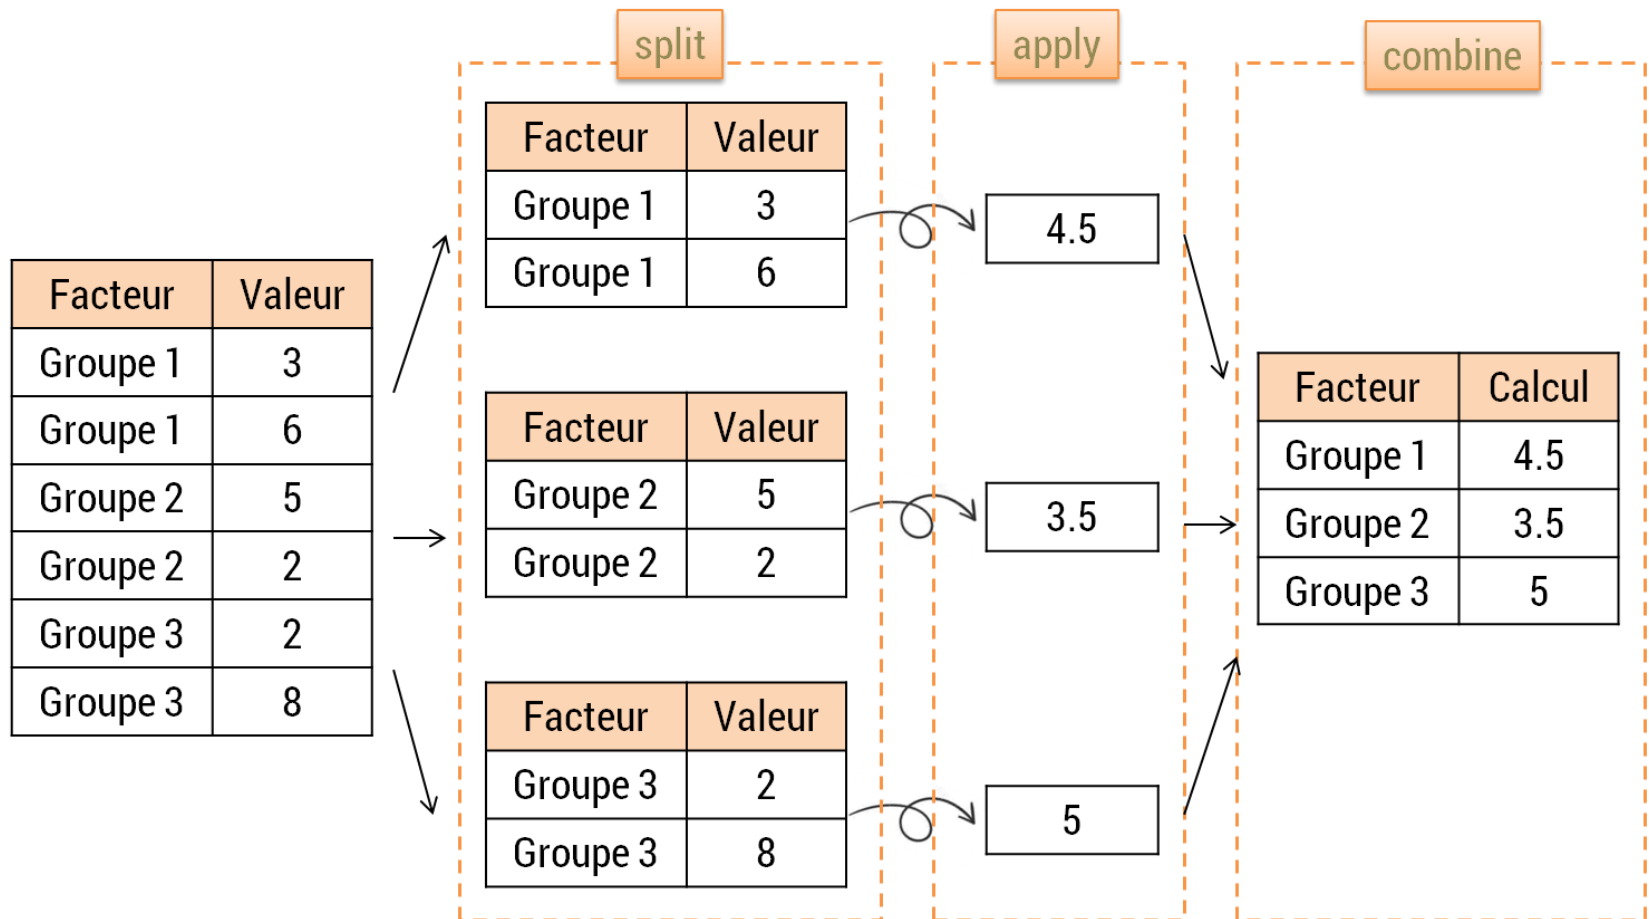 split
apply
combine
Facteur Valeur
Groupe 1 3
Groupe 1 6
Groupe 2 5
Groupe 2 2
Groupe 3 2
Groupe 3 8
Facteur Valeur
Groupe 1 3
Groupe 1 6
Facteur Valeur
Groupe 2 5
Groupe 2 2
Facteur Valeur
Groupe 3 2
Groupe 3 8
4.5
3.5
5
Facteur Calcul
Groupe 1 4.5
Groupe 2 3.5
Groupe 3 5